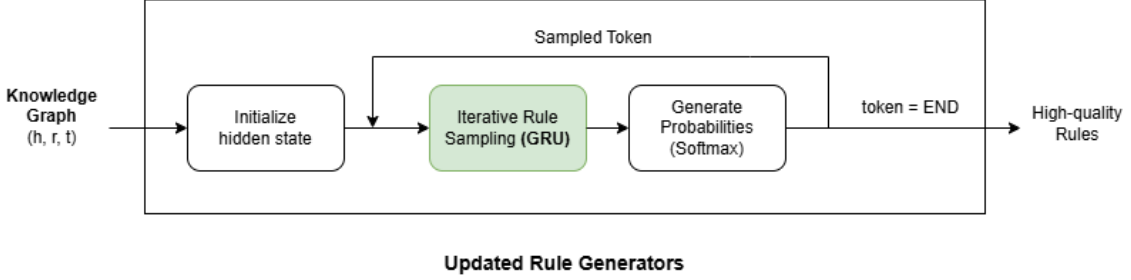 Sampled Token
Knowledge
Graph
(h, r, t)
Initialize
hidden state
Iterative Rule
Sampling (GRU)
Generate
Probabilities
(Softmax)
token = END
High-quality
Rules
Updated Rule Generators